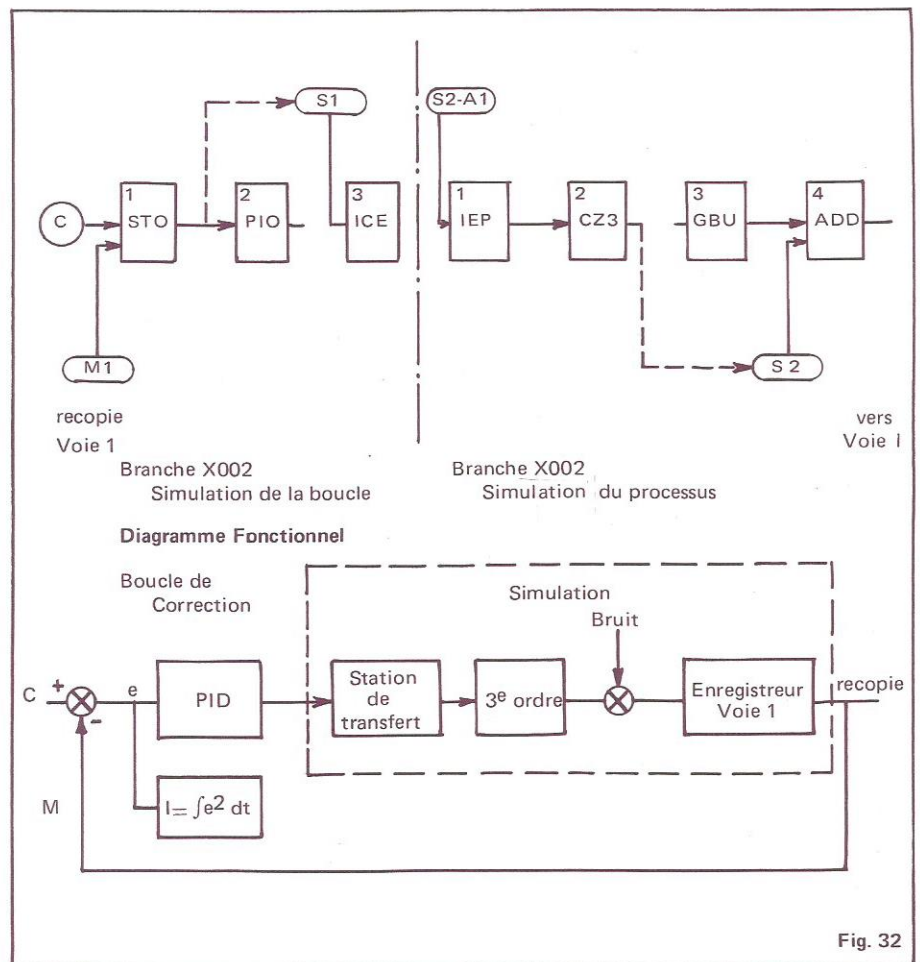 S1
S2-A1
1
2
3
1
2
3
4
C
STO
PIO
ICE
IEP
CZ3
GBU
ADD
M1
S 2
recopie
Voie 1
vers
Voie I
Branche X002
Simulation de la boucle
Branche X002
Simulation du processus
Diagramme Fonctionnel
Boucle de
Correction
Simulation
Bruit
C
+
-
e
PID
Station
de
transfert
3e ordre
Enregistreur
Voie 1
recopie
M
I= ∫e² dt
Fig. 32